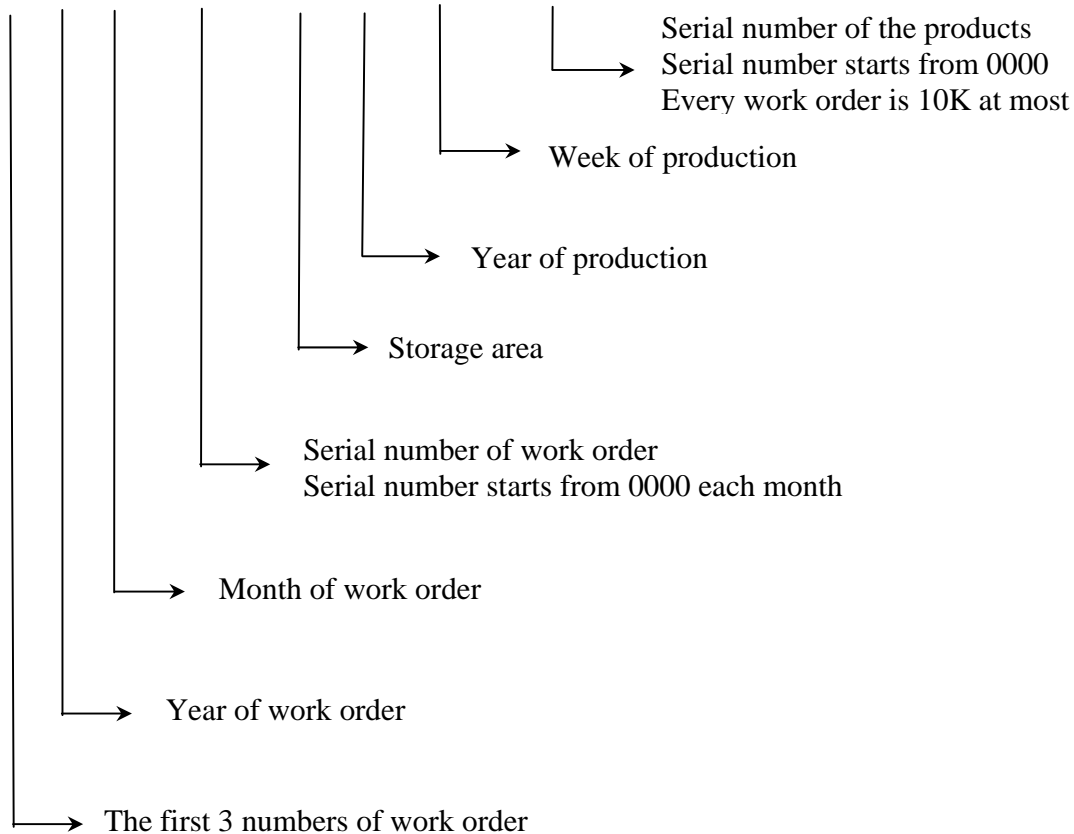 Serial number of the products
Serial number starts from 0000
Every work order is 10K at most
Week of production
Year of production
Storage area
Serial number of work order
Serial number starts from 0000 each month
Month of work order
Year of work order
The first 3 numbers of work order